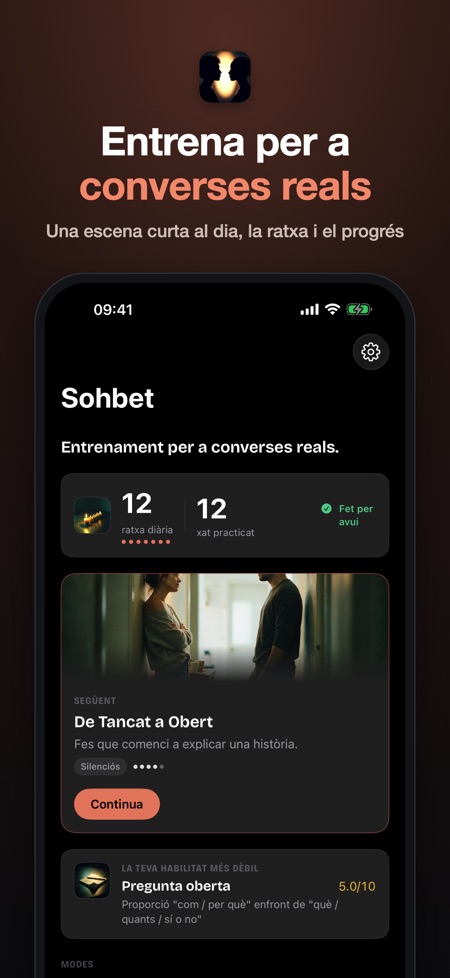 Entrena per a
converses reals
Una escena curta al dia, la ratxa i el progrés
09:41
Sohbet
Entrenament per a converses reals.
12
ratxa diària
12
xat practicat
Fet per
avui
SEGÜENT
De Tancat a Obert
Fes que comenci a explicar una història.
Silenciós
Continua
LA TEVA HABILITAT MÉS DÈBIL
Pregunta oberta
5.0/10
Proporció "com / per què" enfront de "què /
quants / sí o no"
MODES